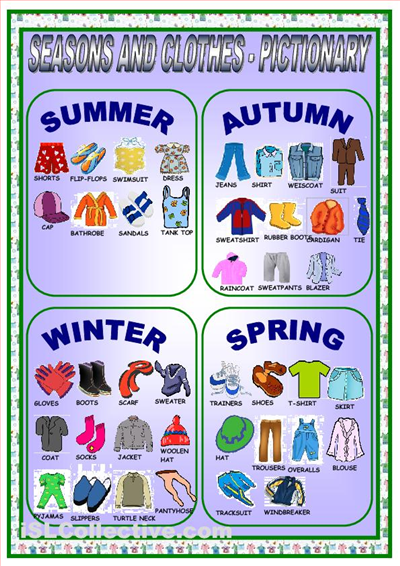 SEASONS AND CLOTHES - PICTIONARY
SUMMER
SHORTS FLIP-FLOPS SWIMSUIT DRESS
CAP BATHROBE SANDALS TANK TOP
AUTUMN
JEANS SHIRT WEISCOAT SUIT
SWEATSHIRT RUBBER BOOTS CARDIGAN TIE
RAINCOAT SWEATPANTS BLAZER
WINTER
GLOVES BOOTS SCARF SWEATER
COAT SOCKS JACKET WOOLEN HAT
PYJAMAS SLIPPERS TURTLE NECK PANTYHOSE
SPRING
TRAINERS SHOES T-SHIRT SKIRT
HAT TROUSERS OVERALLS BLOUSE
TRACKSUIT WINDBREAKER
iSLCollective.com